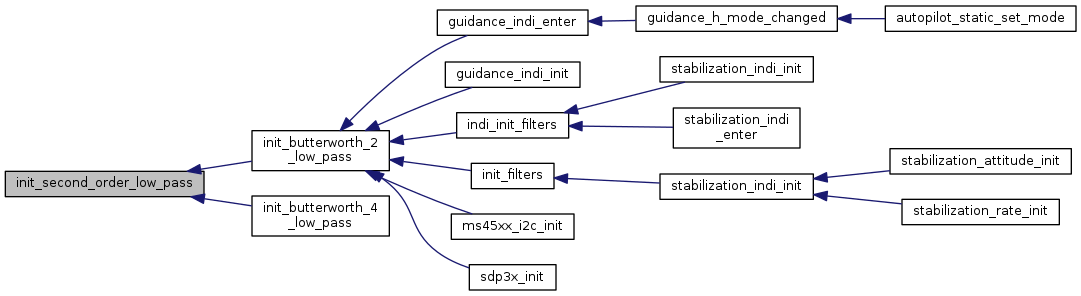 guidance_indi_enter
guidance_h_mode_changed
autopilot_static_set_mode
guidance_indi_init
stabilization_indi_init
indi_init_filters
stabilization_indi
_enter
init_butterworth_2
_low_pass
init_second_order_low_pass
init_filters
stabilization_indi_init
stabilization_attitude_init
stabilization_rate_init
init_butterworth_4
_low_pass
ms45xx_i2c_init
sdp3x_init